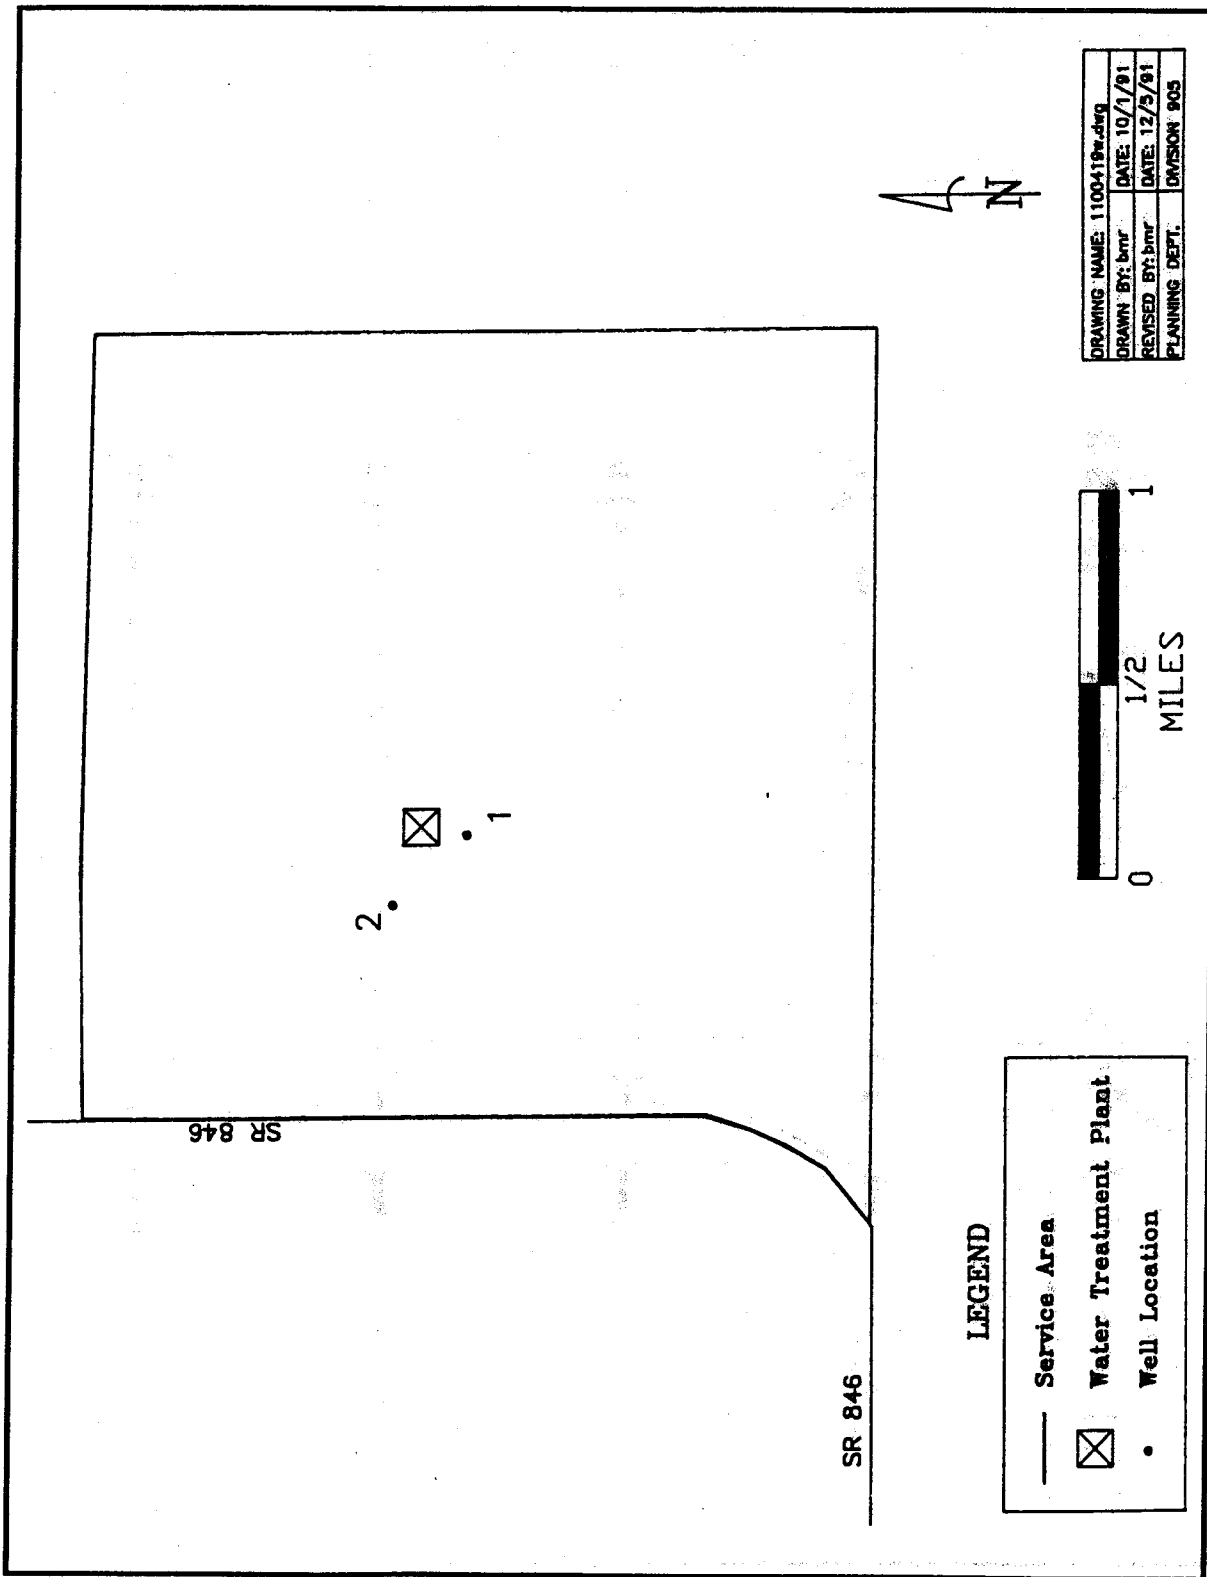 SR 846
2
1
SR 846
N
LEGEND
Service Area
Water Treatment Plant
Well Location
0 1/2 1
MILES
DRAWING NAME: 1100419w.dwg
DRAWN BY: bmr DATE: 10/1/91
REVISED BY: bmr DATE: 12/5/91
PLANNING DEPT. DIVISION 905